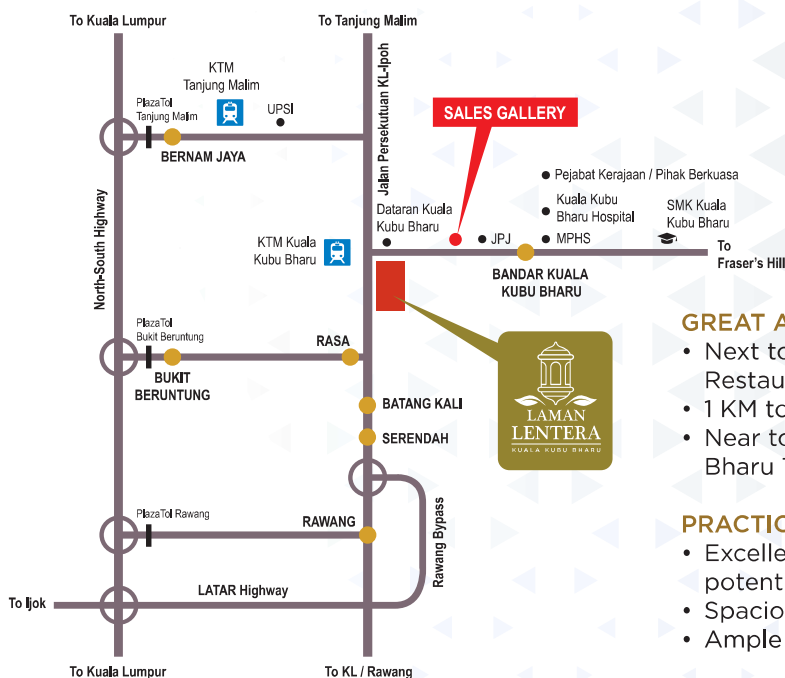 To Kuala Lumpur
To Tanjung Malim
KTM
Tanjung Malim
PlazaTol
Tanjung Malim
UPSI
BERNAM JAYA
Jalan Persekutuan KL-Ipoh
SALES GALLERY
Pejabat Kerajaan / Pihak Berkuasa
Kuala Kubu
Bharu Hospital
SMK Kuala
Kubu Bharu
Dataran Kuala
Kubu Bharu
JPJ
MPHS
KTM Kuala
Kubu Bharu
To
Fraser's Hill
BANDAR KUALA
KUBU BHARU
North-South Highway
PlazaTol
Bukit Beruntung
RASA
BUKIT
BERUNTUNG
LAMAN
LENTERA
KUALA KUBU BHARU
BATANG KALI
SERENDAH
PlazaTol Rawang
RAWANG
Rawang Bypass
LATAR Highway
To Ijok
To Kuala Lumpur
To KL / Rawang
GREAT A
• Next to
Restau
• 1 KM to
• Near to
Bharu T
PRACTIC
• Excelle
potent
• Spacio
• Ample